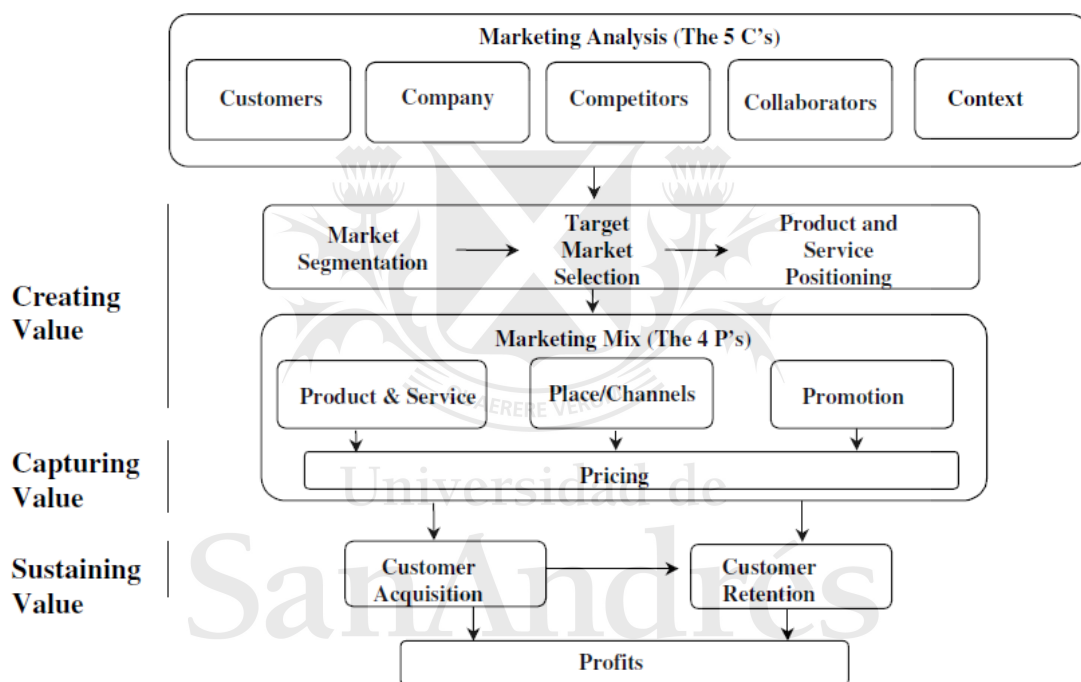 Marketing Analysis (The 5 C's)
Customers
Company
Competitors
Collaborators
Context
Creating
Value
Market
Segmentation
Target
Market
Selection
Product and
Service
Positioning
Marketing Mix (The 4 P's)
Product & Service
Place/Channels
Promotion
AERERE
Capturing
Value
Pricing
Universidad de
Sustaining
Value
SanAndrés
Customer
Acquisition
Customer
Retention
Profits